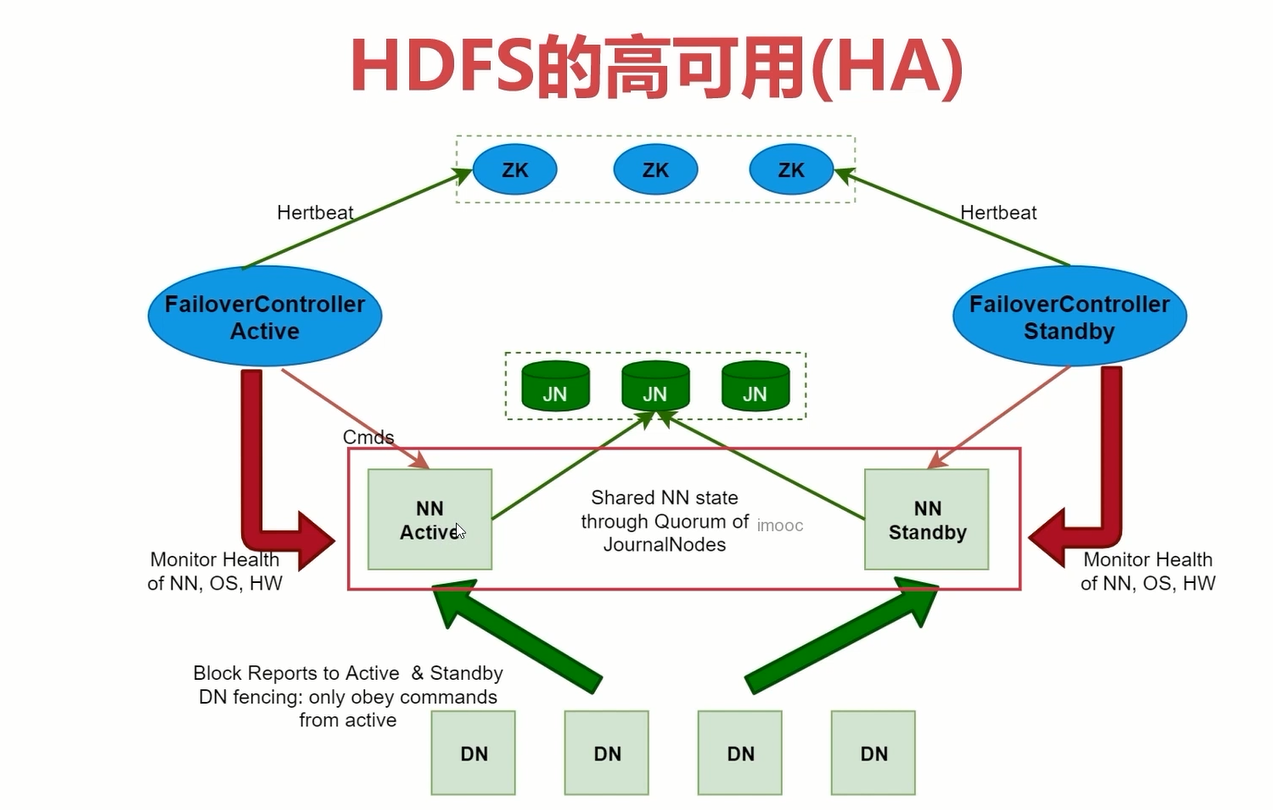 HDFS的高可用(HA)
ZK
ZK
ZK
Hertbeat
Hertbeat
FailoverController
Active
FailoverController
Standby
JN
JN
JN
Cmds
NN
Active
Shared NN state
through Quorum of
JournalNodes
imooc
NN
Standby
Monitor Health
of NN, OS, HW
Monitor Health
of NN, OS, HW
Block Reports to Active & Standby
DN fencing: only obey commands
from active
DN
DN
DN
DN